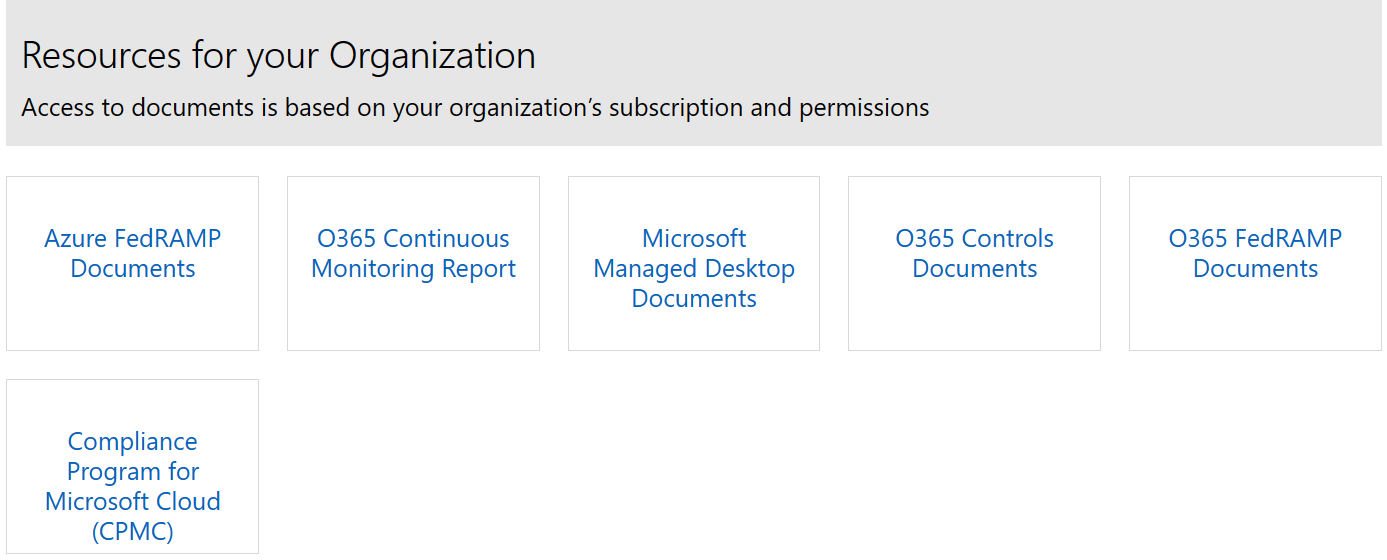 Resources for your Organization
Access to documents is based on your organization’s subscription and permissions
Azure FedRAMP
Documents
O365 Continuous
Monitoring Report
Microsoft
Managed Desktop
Documents
O365 Controls
Documents
O365 FedRAMP
Documents
Compliance
Program for
Microsoft Cloud
(CPMC)